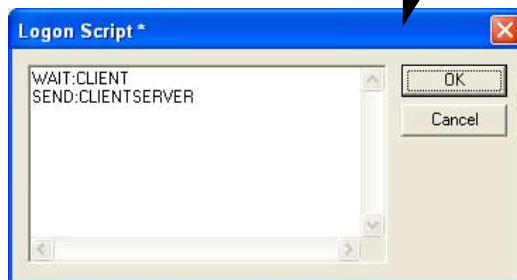 Logon Script *
WAIT:CLIENT
SEND:CLIENTSERVER
OK
Cancel